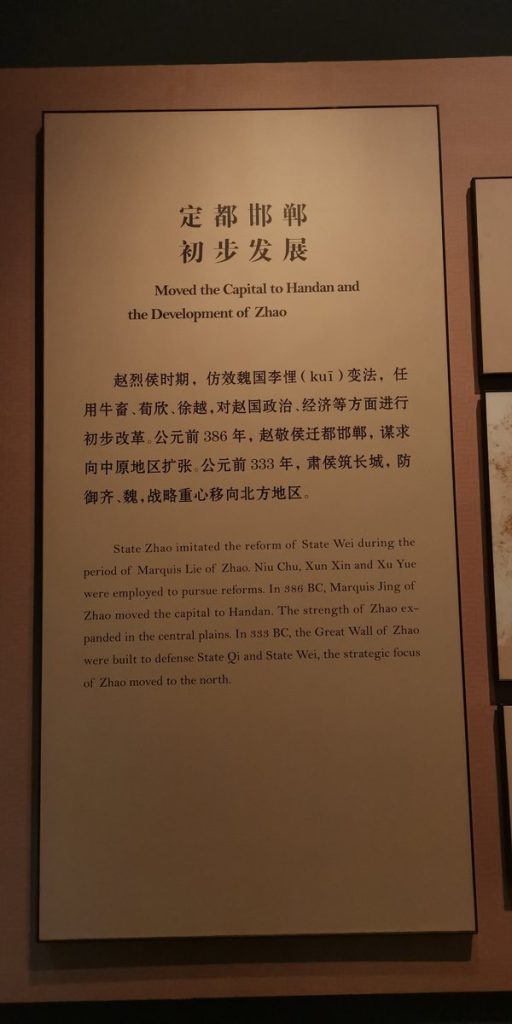 定都邯郸
初步发展
Moved the Capital to Handan and
the Development of Zhao
赵烈侯时期，仿效魏国李悝（kuī）变法，任
用牛畜、荀欣、徐越，对赵国政治、经济等方面进行
初步改革。公元前386年，赵敬侯迁都邯郸，谋求
向中原地区扩张。公元前333年，肃侯筑长城，防
御齐、魏，战略重心移向北方地区。
State Zhao imitated the reform of State Wei during the
period of Marquis Lie of Zhao. Niu Chu, Xun Xin and Xu Yue
were employed to pursue reforms. In 386 BC, Marquis Jing of
Zhao moved the capital to Handan. The strength of Zhao ex-
panded in the central plains. In 333 BC, the Great Wall of Zhao
were built to defense State Qi and State Wei, the strategic focus
of Zhao moved to the north.